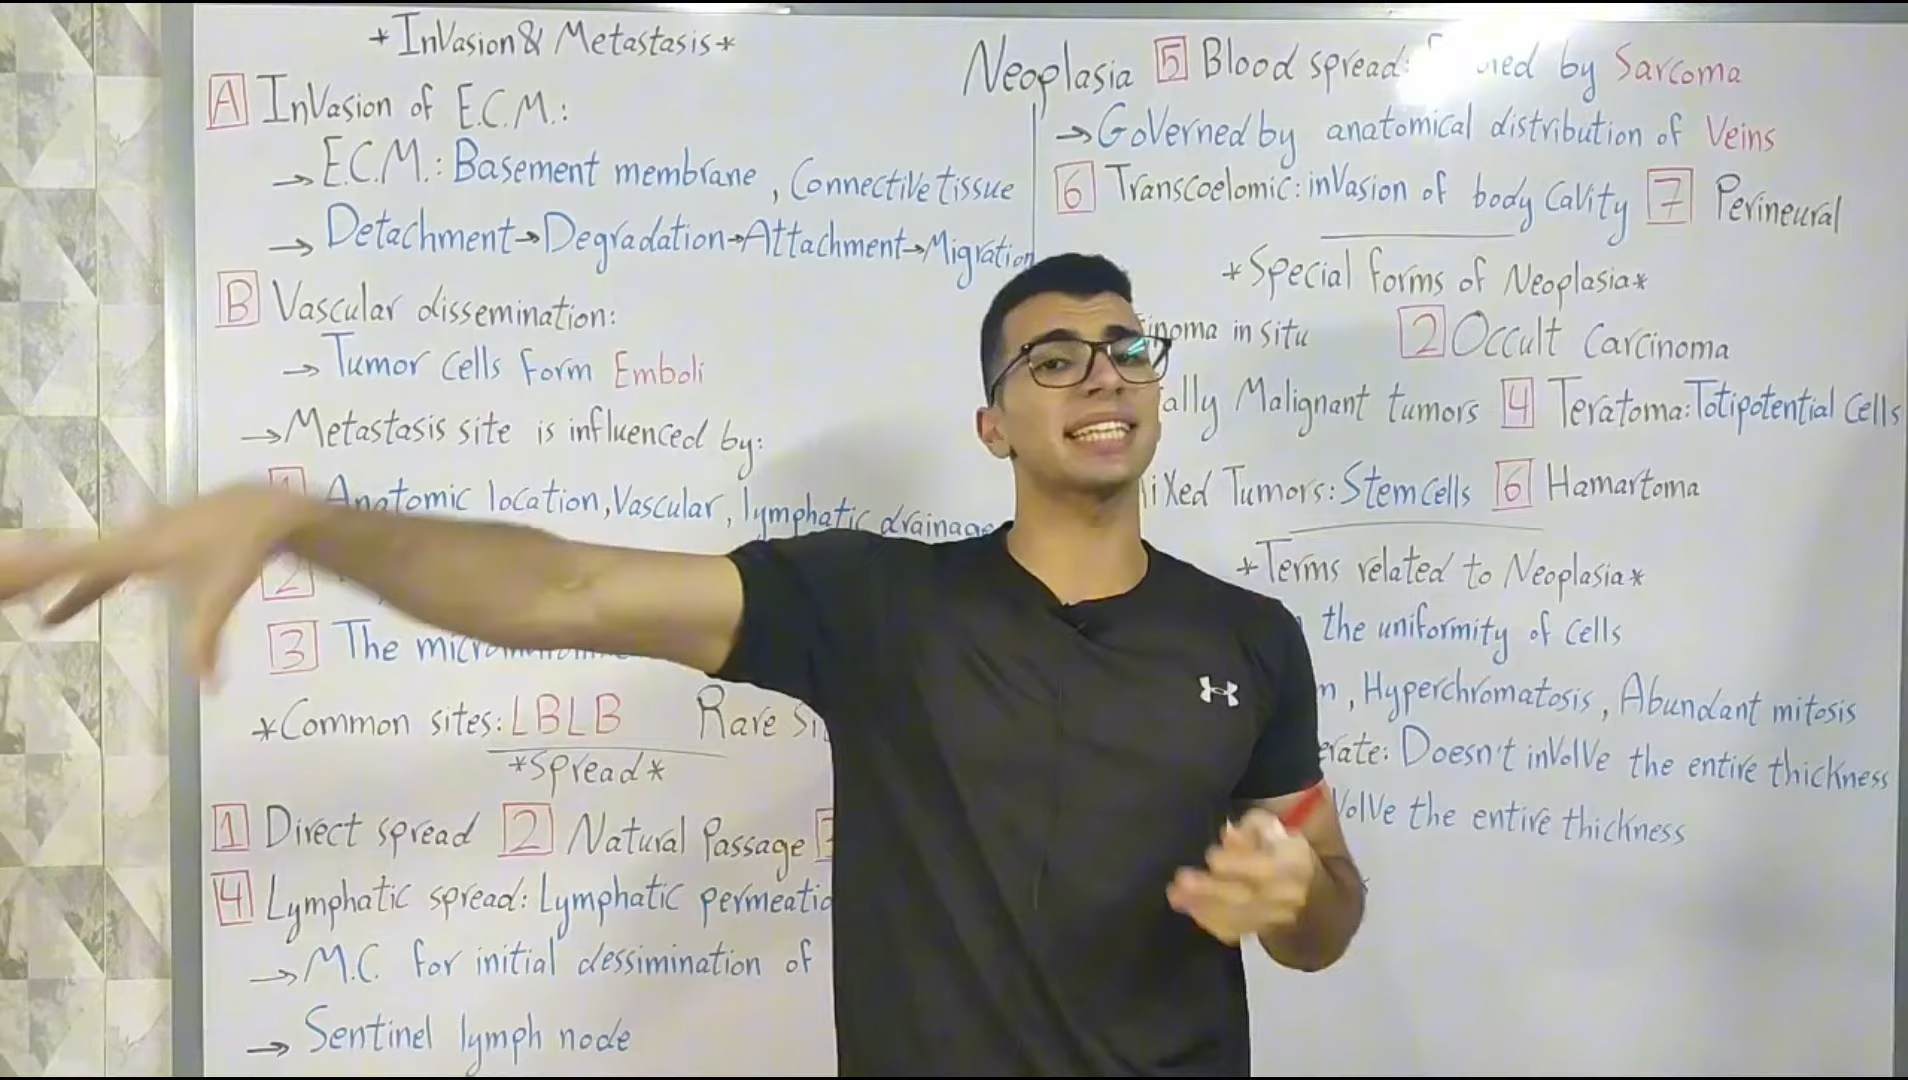 *Invasion & Metastasis*
A Invasion of E.C.M.:
→ E.C.M.: Basement membrane, Connective tissue
→ Detachment → Degradation → Attachment → Migration
B Vascular dissemination:
→ Tumor cells form Emboli
→ Metastasis site is influenced by:
1 Anatomic location, Vascular, lymphatic drainage
2
3 The
*Common sites: LBLB Rare
*Spread*
1 Direct spread 2 Natural Passage
4 Lymphatic spread: Lymphatic
→ M.C. for initial dessimination of
→ Sentinel lymph node
Neoplasia
5 Blood spread: by Sarcoma
→ Governed by anatomical distribution of Veins
6 Transcoelomic: invasion of body cavity 7 Perineural
*Special forms of Neoplasia*
in situ 2 Occult Carcinoma
Malignant tumors 4 Teratoma: Totipotential Cells
Tumors: Stem cells 6 Hamartoma
*Terms related to Neoplasia*
the uniformity of cells
, Hyperchromatosis, Abundant mitosis
Doesn't involve the entire thickness
the entire thickness